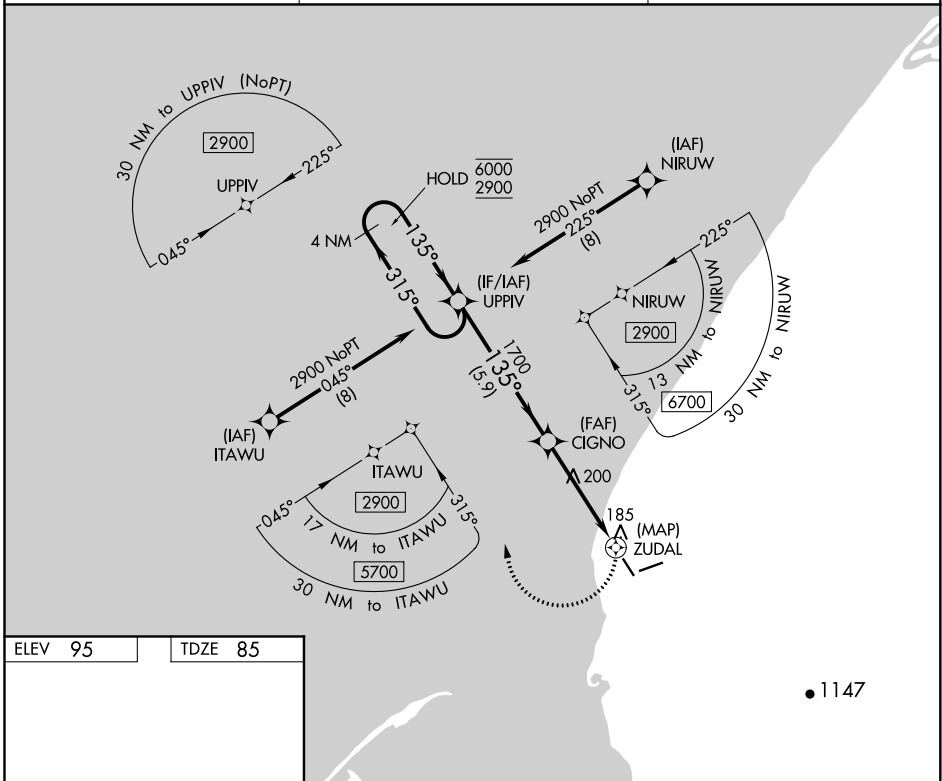 30 NM to UPPIV (NoPT)
2900
UPPIV
225°
045°
HOLD 6000
2900
4 NM
135°
315°
(IF/IAF)
UPPIV
(IAF)
NIRUW
2900 NoPT
225°
(8)
225°
NIRUW
2900
13 NM to NIRUW
315°
6700
30 NM to NIRUW
2900 NoPT
045°
(8)
(IAF)
ITAWU
1700
135°
(5.9)
(FAF)
CIGNO
200
ITAWU
045°
2900
315°
17 NM to ITAWU
5700
30 NM to ITAWU
185
(MAP)
ZUDAL
ELEV 95
TDZE 85
1147